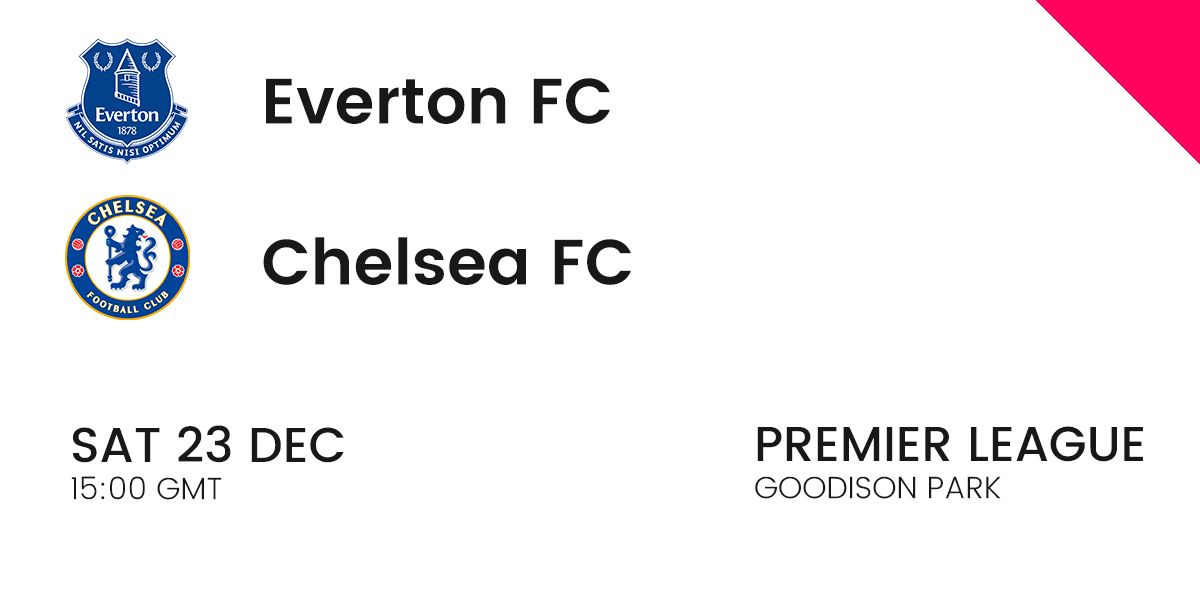 Everton
1878
NIL SATIS NISI OPTIMUM
Everton FC
CHELSEA
FOOTBALL CLUB
Chelsea FC
SAT 23 DEC
15:00 GMT
PREMIER LEAGUE
GOODISON PARK